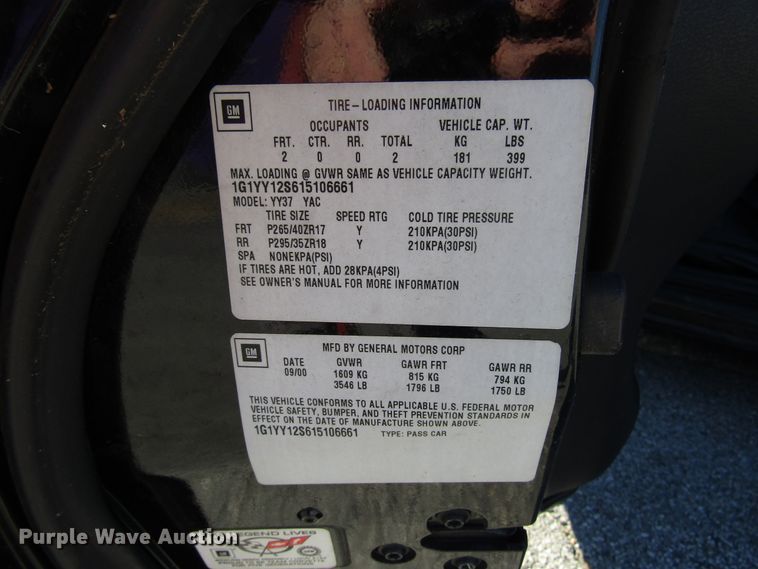 GM
TIRE-LOADING INFORMATION
OCCUPANTS VEHICLE CAP. WT.
FRT. CTR. RR. TOTAL KG LBS
2 0 0 2 181 399
MAX. LOADING @ GVWR SAME AS VEHICLE CAPACITY WEIGHT.
1G1YY12S615106661
MODEL: YY37 YAC
TIRE SIZE SPEED RTG COLD TIRE PRESSURE
FRT P265/40ZR17 Y 210KPA(30PSI)
RR P295/35ZR18 Y 210KPA(30PSI)
SPA NONEKPA(PSI)
IF TIRES ARE HOT, ADD 28KPA(4PSI)
SEE OWNER'S MANUAL FOR MORE INFORMATION
GM
MFD BY GENERAL MOTORS CORP
DATE GVWR GAWR FRT GAWR RR
09/00 1609 KG 815 KG 794 KG
3546 LB 1796 LB 1750 LB
THIS VEHICLE CONFORMS TO ALL APPLICABLE U.S. FEDERAL MOTOR
VEHICLE SAFETY, BUMPER, AND THEFT PREVENTION STANDARDS IN
EFFECT ON THE DATE OF MANUFACTURE SHOWN ABOVE.
1G1YY12S615106661 TYPE: PASS CAR
LEGEND LIVES
GM
Purple Wave Auction